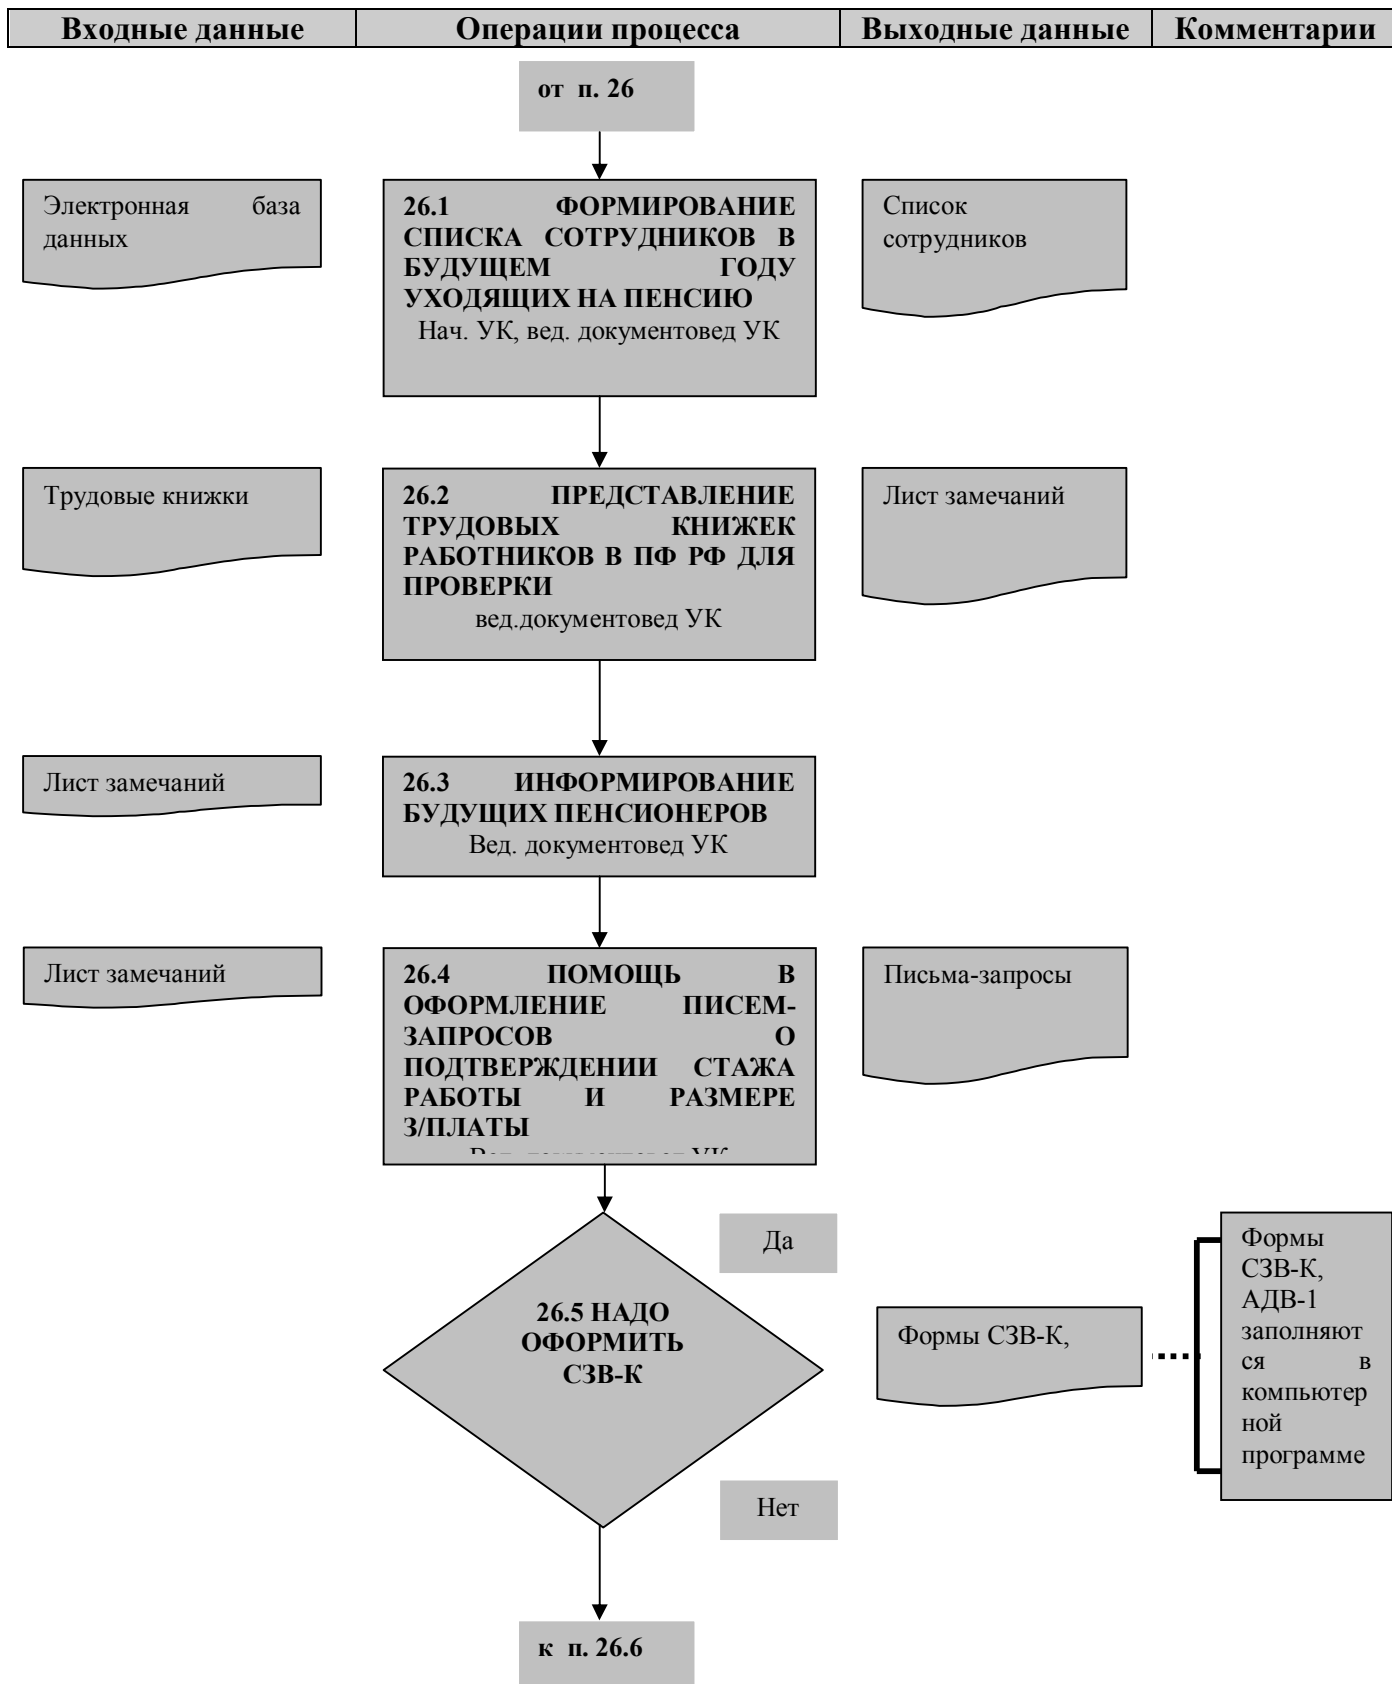 Входные данные
Операции процесса
Выходные данные
Комментарии
от п. 26
Электронная база
данных
26.1 ФОРМИРОВАНИЕ
СПИСКА СОТРУДНИКОВ В
БУДУЩЕМ ГОДУ
УХОДЯЩИХ НА ПЕНСИЮ
Нач. УК, вед. документовед УК
Список
сотрудников
Трудовые книжки
26.2 ПРЕДСТАВЛЕНИЕ
ТРУДОВЫХ КНИЖЕК
РАБОТНИКОВ В ПФ РФ ДЛЯ
ПРОВЕРКИ
вед.документовед УК
Лист замечаний
Лист замечаний
26.3 ИНФОРМИРОВАНИЕ
БУДУЩИХ ПЕНСИОНЕРОВ
Вед. документовед УК
Лист замечаний
26.4 ПОМОЩЬ В
ОФОРМЛЕНИЕ ПИСЕМ-
ЗАПРОСОВ О
ПОДТВЕРЖДЕНИИ СТАЖА
РАБОТЫ И РАЗМЕРЕ
З/ПЛАТЫ
Письма-запросы
Да
26.5 НАДО
ОФОРМИТЬ
СЗВ-К
Формы СЗВ-К,
Формы
СЗВ-К,
АДВ-1
заполняют
ся в
компьютер
ной
программе
Нет
к п. 26.6